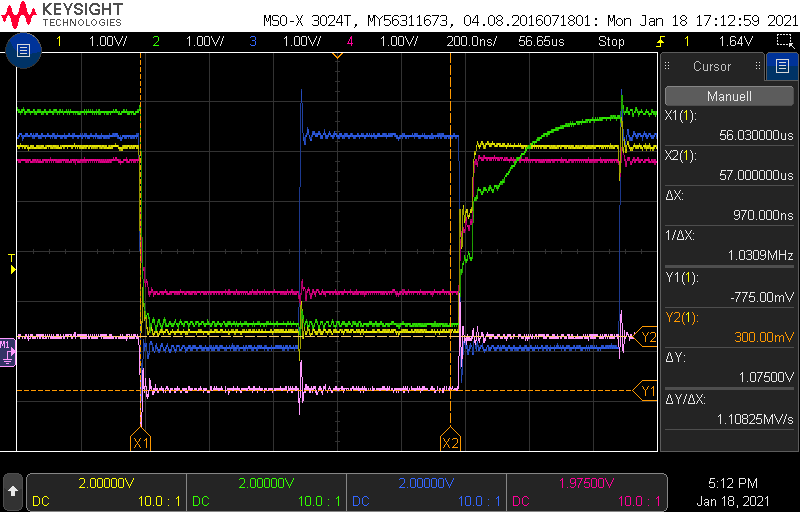 KEYSIGHT
TECHNOLOGIES
MSO-X 3024T, MY56311673, 04.08.2016071801: Mon Jan 18 17:12:59 2021
1 1.00V/ 2 1.00V/ 3 1.00V/ 4 1.00V/ 200.0ns/ 56.65us Stop 1 1.64V
Cursor
Manuell
X1(1):
56.030000us
X2(1):
57.000000us
ΔX:
970.000ns
1/ΔX:
1.0309MHz
Y1(1):
-775.00mV
Y2(1):
300.00mV
ΔY:
1.07500V
ΔY/ΔX:
1.10825MV/s
T
M1
Y2
Y1
X1 X2
2.00000V 2.00000V 2.00000V 1.97500V
DC 10.0 : 1 DC 10.0 : 1 DC 10.0 : 1 DC 10.0 : 1
5:12 PM
Jan 18, 2021